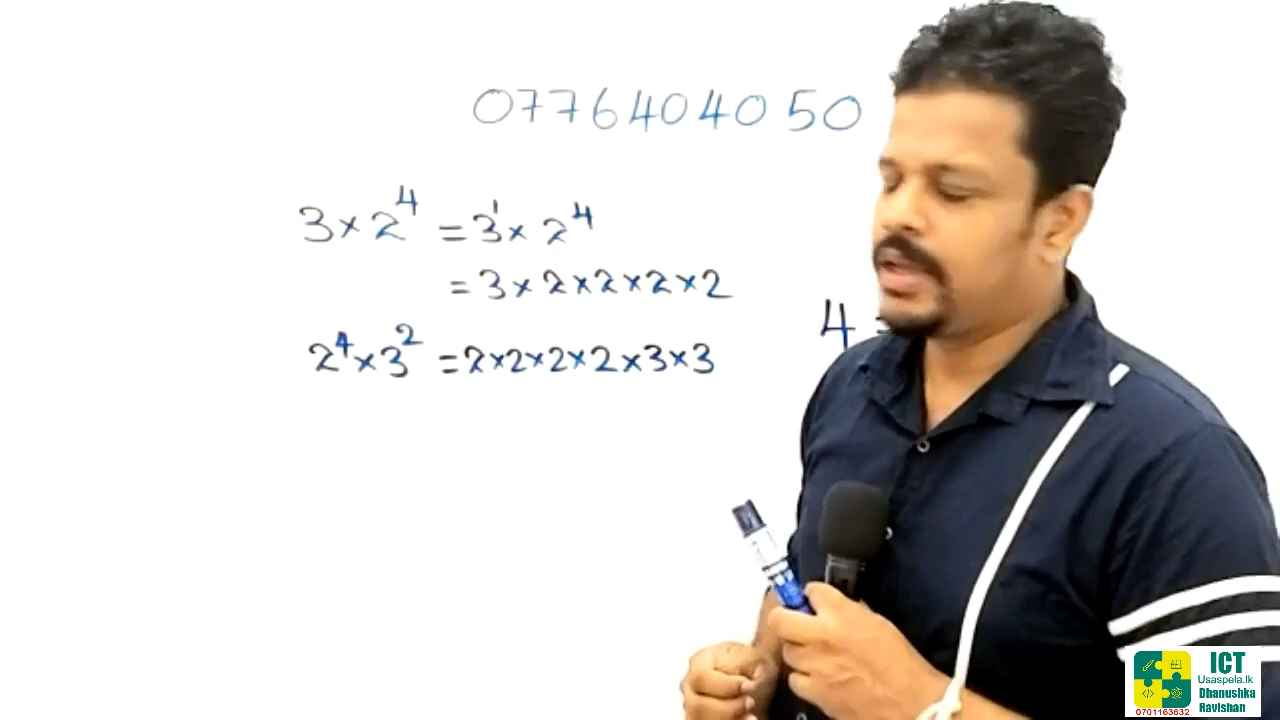 0776404050
3×2⁴ = 3¹× 2⁴
= 3×2×2×2×2
4 =
2⁴×3² = 2×2×2×2×3×3
ICT
Usaspela.lk
Dhanushka
Ravishan
0701163632